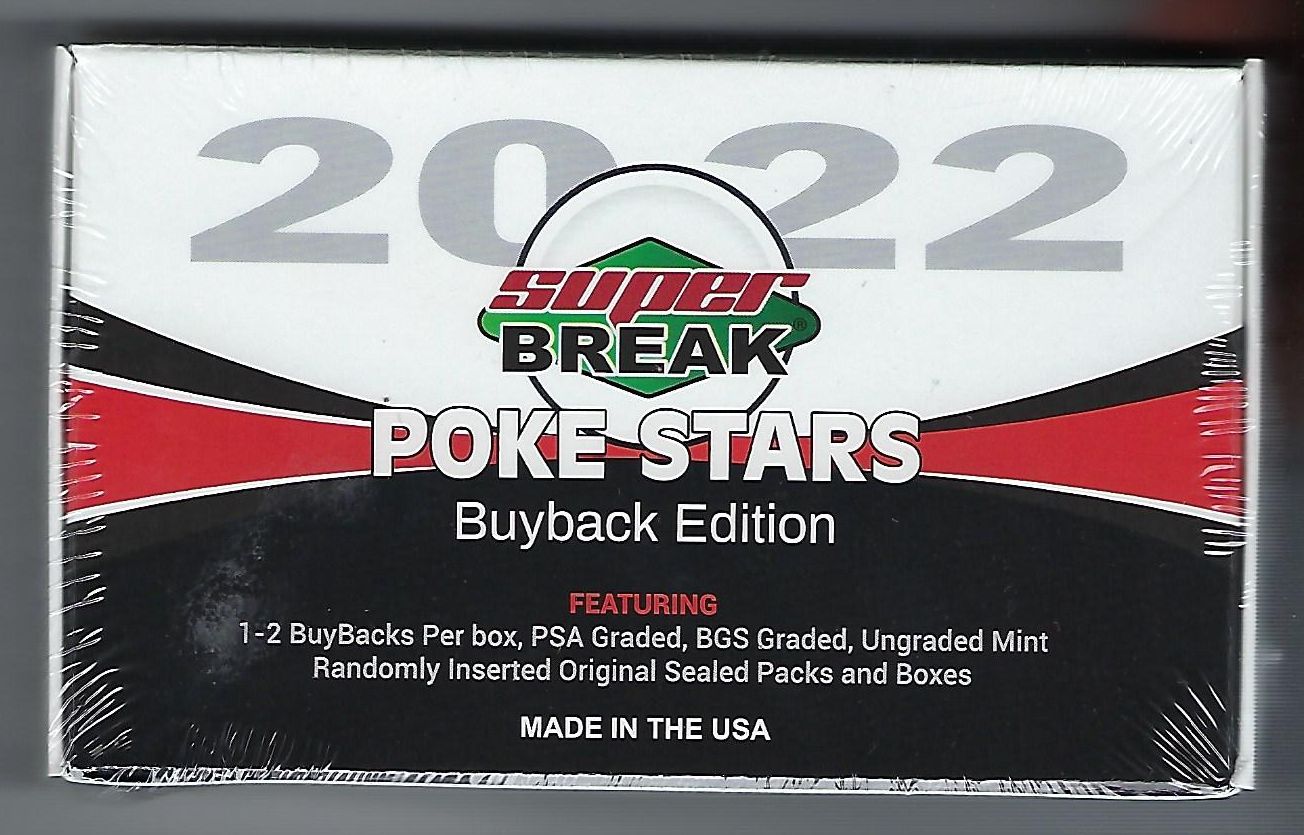 2022
super
BREAK®
POKE STARS
Buyback Edition
FEATURING
1-2 BuyBacks Per box, PSA Graded, BGS Graded, Ungraded Mint
Randomly Inserted Original Sealed Packs and Boxes
MADE IN THE USA